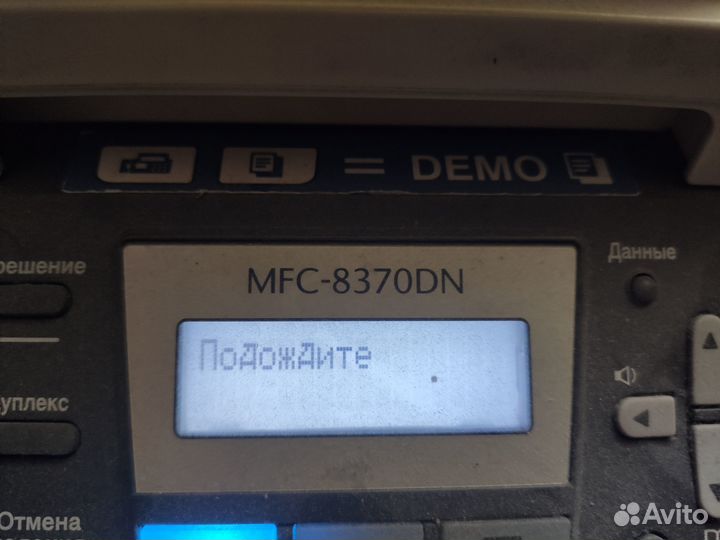 = DEMO
решение
Данные
MFC-8370DN
Подождите
уплекс
Отмена
Avito